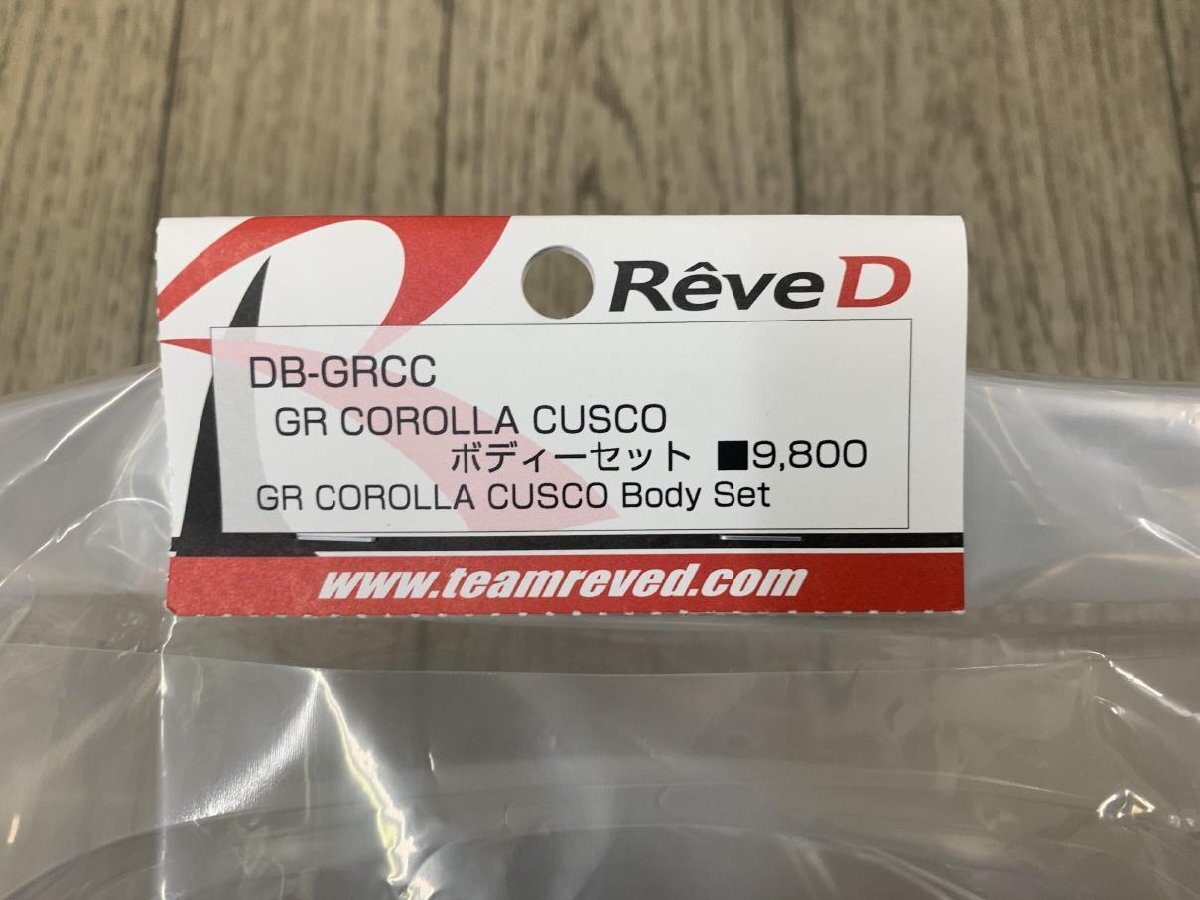 Rêve D
DB-GRCC
GR COROLLA CUSCO
ボディーセット ■9,800
GR COROLLA CUSCO Body Set
www.teamreved.com